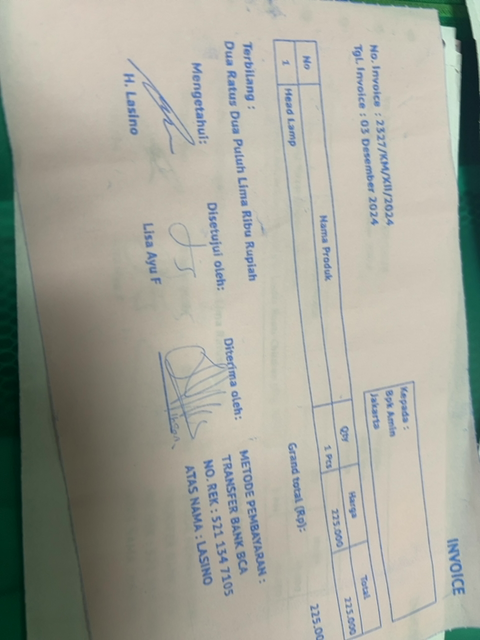 INVOICE
No. Invoice : 2327/KM/XII/2024
Tgl. Invoice : 03 Desember 2024
Kepada :
Bpk Amin
Jakarta
No Nama Produk Qty Harga Total
1 Head Lamp 1 Pcs 225.000 225.000
Grand total (Rp): 225.00
Terbilang :
Dua Ratus Dua Puluh Lima Ribu Rupiah
Mengetahui: Disetujui oleh: Diterima oleh:
H. Lasino Lisa Ayu F
METODE PEMBAYARAN :
TRANSFER BANK BCA
NO. REK : 521 134 7105
ATAS NAMA : LASINO